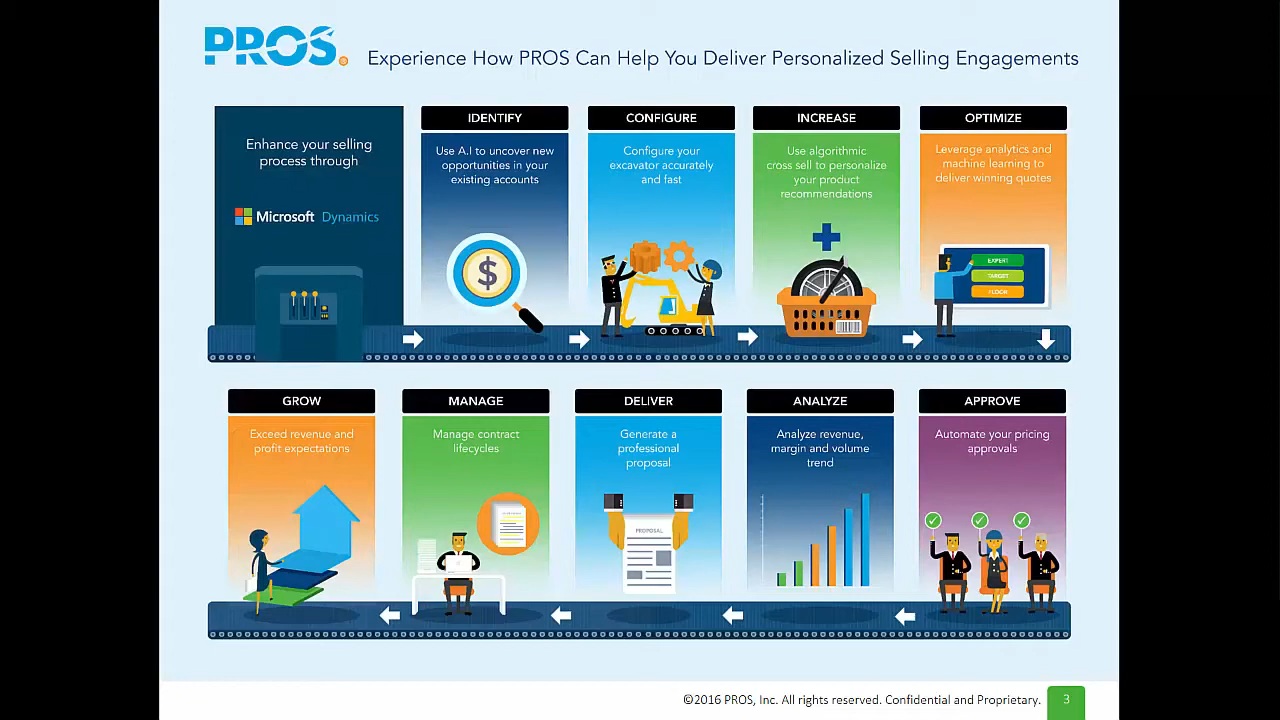 PROS
Experience How PROS Can Help You Deliver Personalized Selling Engagements
Enhance your selling
process through
Microsoft Dynamics
IDENTIFY
Use A.I to uncover new
opportunities in your
existing accounts
$
CONFIGURE
Configure your
excavator accurately
and fast
INCREASE
Use algorithmic
cross sell to personalize
your product
recommendations
OPTIMIZE
Leverage analytics and
machine learning to
deliver winning quotes
EXPERT
TARGET
FLOOR
GROW
Exceed revenue and
profit expectations
MANAGE
Manage contract
lifecycles
DELIVER
Generate a
professional
proposal
PROPOSAL
ANALYZE
Analyze revenue,
margin and volume
trend
APPROVE
Automate your pricing
approvals
©2016 PROS, Inc. All rights reserved. Confidential and Proprietary.
3